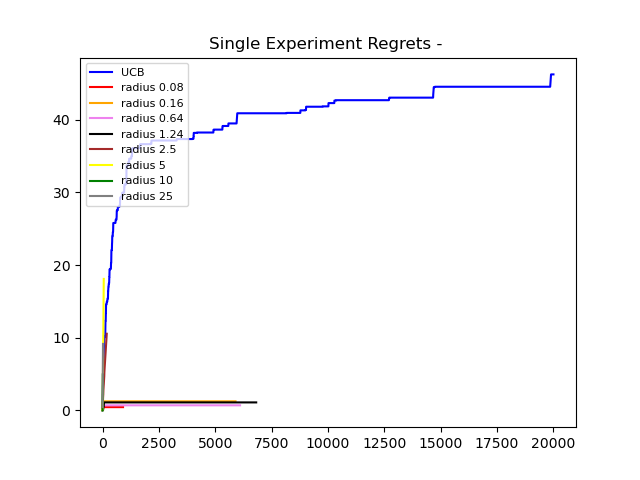 Single Experiment Regrets -
UCB
radius 0.08
radius 0.16
radius 0.64
radius 1.24
radius 2.5
radius 5
radius 10
radius 25
40
30
20
10
0
0 2500 5000 7500 10000 12500 15000 17500 20000